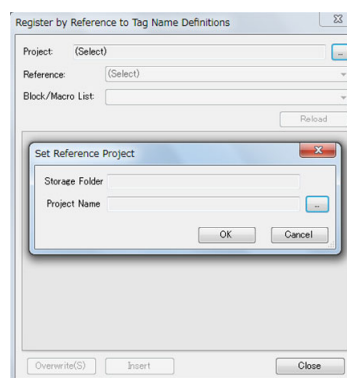 Register by Reference to Tag Name Definitions
Project: (Select)
...
Reference: (Select)
Block/Macro List:
Reload
Set Reference Project
Storage Folder
Project Name
...
OK Cancel
Overwrite(S) Insert Close